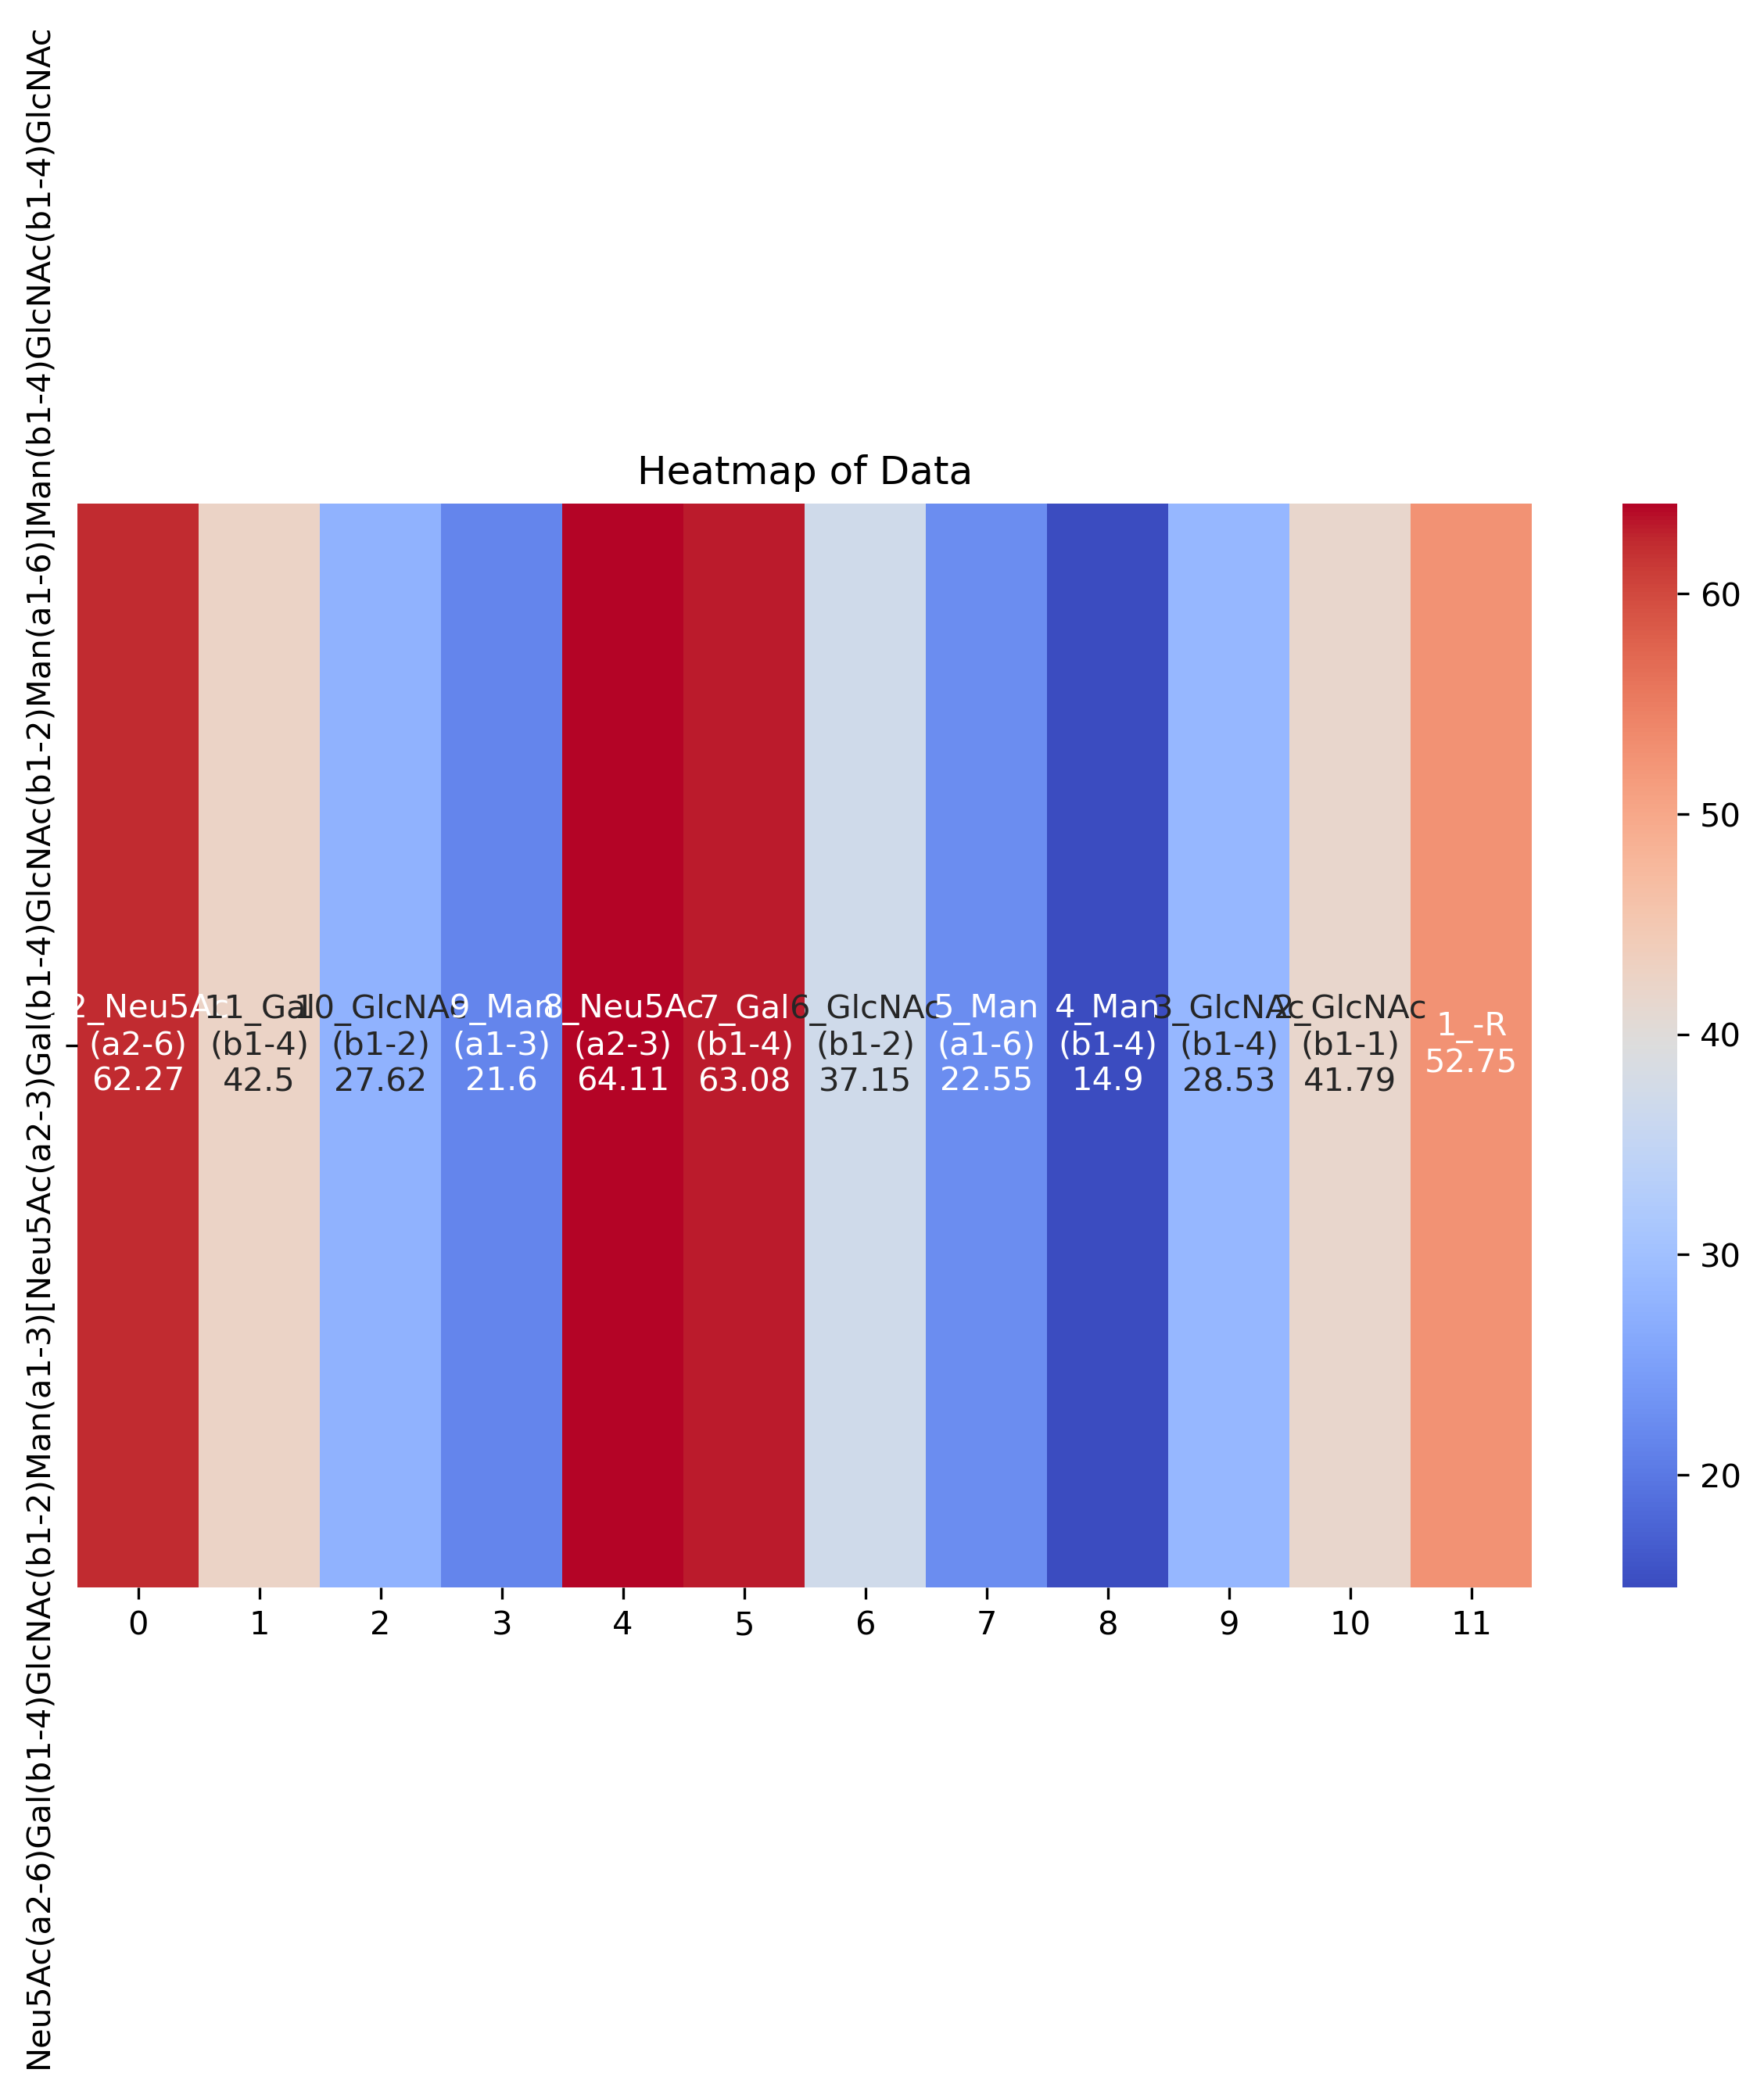 Neu5Ac(a2-6)Gal(b1-4)GlcNAc(b1-2)Man(a1-3)[Neu5Ac(a2-3)Gal(b1-4)GlcNAc(b1-2)Man(a1-6)]Man(b1-4)GlcNAc(b1-4)GlcNAc
Heatmap of Data
2_Neu5Ac
(a2-6)
62.27
11_Gal
(b1-4)
42.5
10_GlcNAc
(b1-2)
27.62
9_Man
(a1-3)
21.6
8_Neu5Ac
(a2-3)
64.11
7_Gal
(b1-4)
63.08
6_GlcNAc
(b1-2)
37.15
5_Man
(a1-6)
22.55
4_Man
(b1-4)
14.9
3_GlcNAc
(b1-4)
28.53
2_GlcNAc
(b1-1)
41.79
1_-R
52.75
0 1 2 3 4 5 6 7 8 9 10 11
60
50
40
30
20